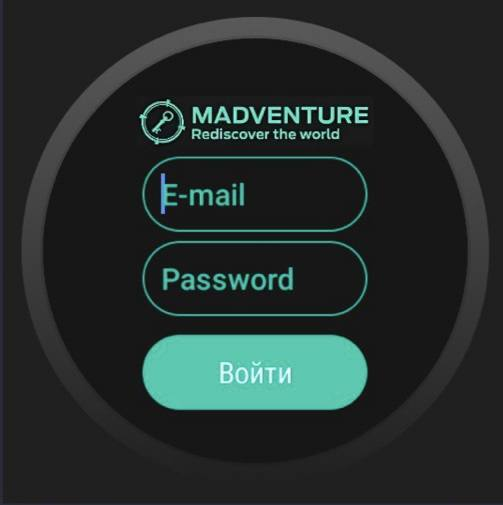 MADVENTURE
Rediscover the world
E-mail
Password
Войти